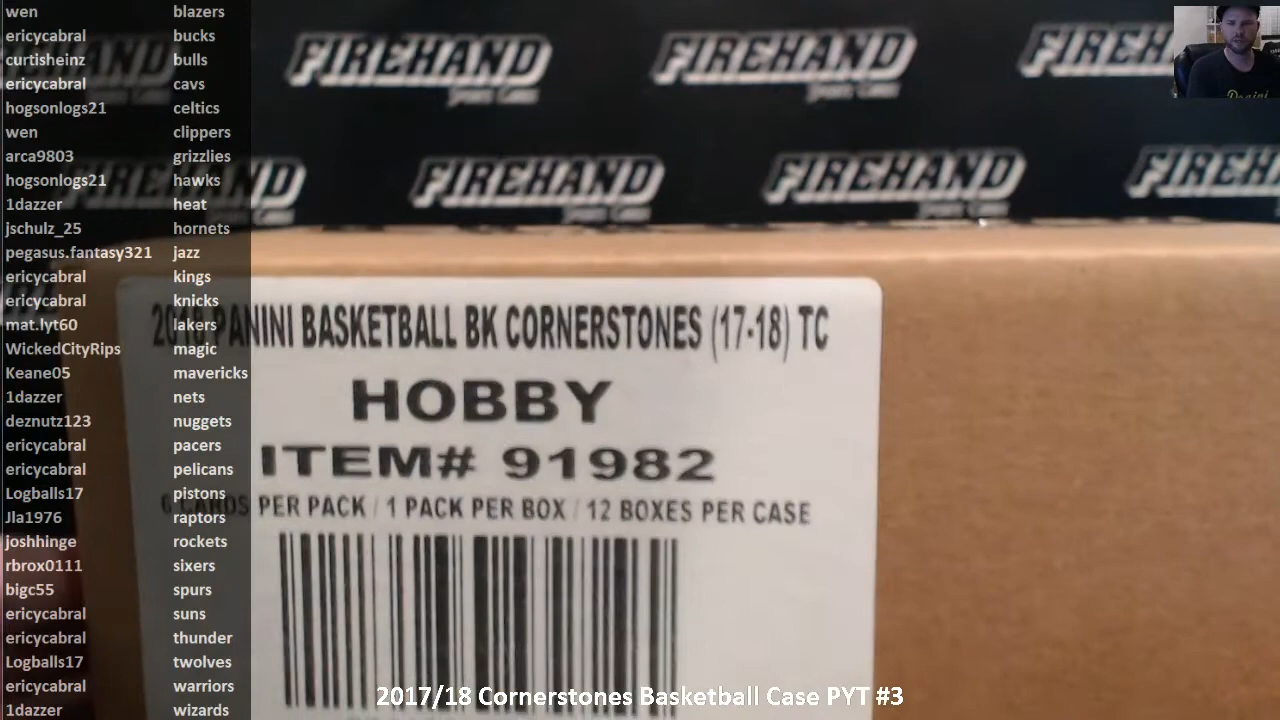 wen blazers
ericycabral bucks
curtisheinz bulls
ericycabral cavs
hogsonlogs21 celtics
wen clippers
arca9803 grizzlies
hogsonlogs21 hawks
1dazzer heat
jschulz_25 hornets
pegasus.fantasy321 jazz
ericycabral kings
ericycabral knicks
mat.lyt60 lakers
WickedCityRips magic
Keane05 mavericks
1dazzer nets
deznutz123 nuggets
ericycabral pacers
ericycabral pelicans
Logballs17 pistons
Jla1976 raptors
joshhinge rockets
rbrox0111 sixers
bigc55 spurs
ericycabral suns
ericycabral thunder
Logballs17 twolves
ericycabral warriors
1dazzer wizards
FIREHAND FIREHAND FIREHAND
FIREHAND FIREHAND FIREHAND FIREHAND
Panini
PANINI BASKETBALL BK CORNERSTONES (17-18) TC
HOBBY
ITEM# 91982
6 CARDS PER PACK / 1 PACK PER BOX / 12 BOXES PER CASE
2017/18 Cornerstones Basketball Case PYT #3